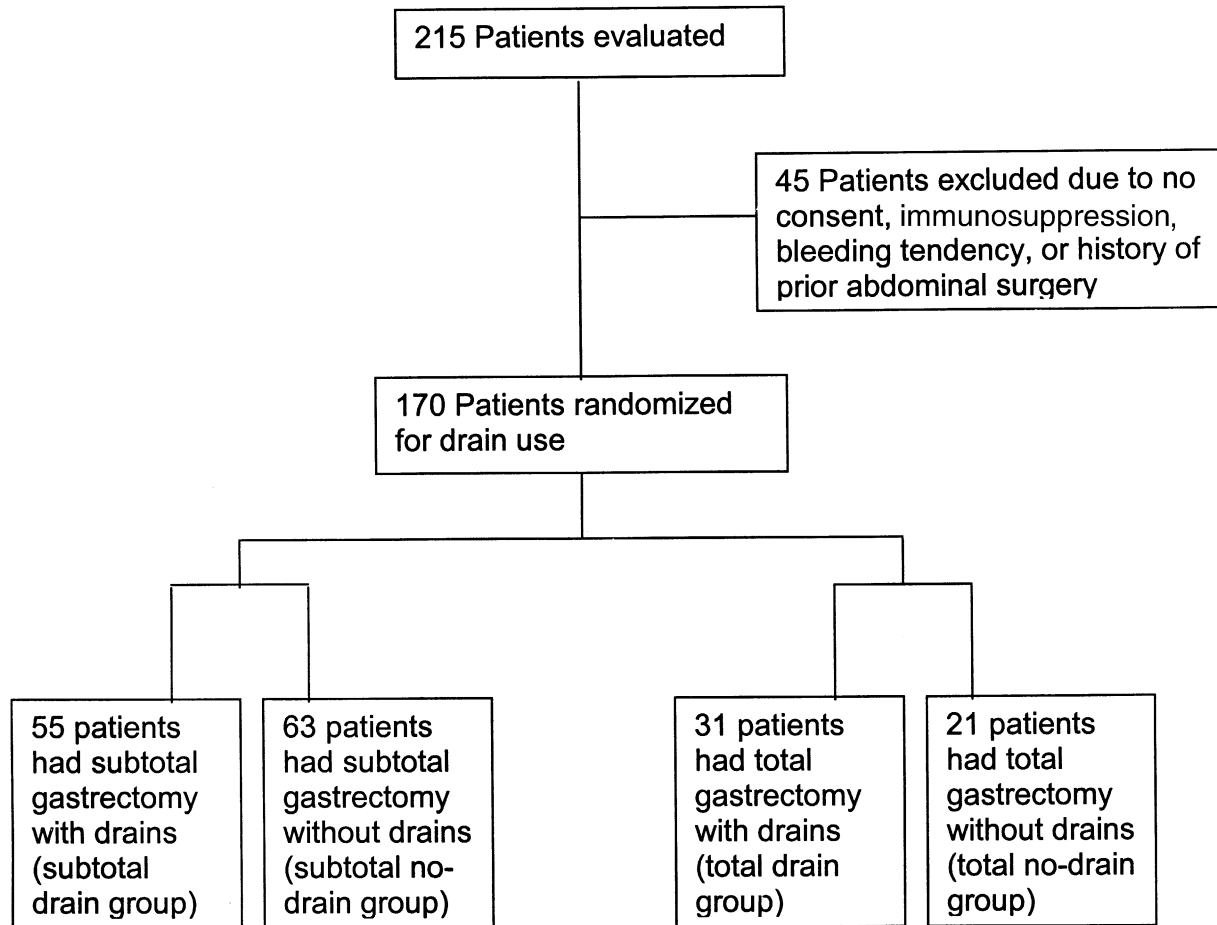 215 Patients evaluated
45 Patients excluded due to no
consent, immunosuppression,
bleeding tendency, or history of
prior abdominal surgery
170 Patients randomized
for drain use
55 patients
had subtotal
gastrectomy
with drains
(subtotal
drain group)
63 patients
had subtotal
gastrectomy
without drains
(subtotal no-
drain group)
31 patients
had total
gastrectomy
with drains
(total drain
group)
21 patients
had total
gastrectomy
without drains
(total no-drain
group)